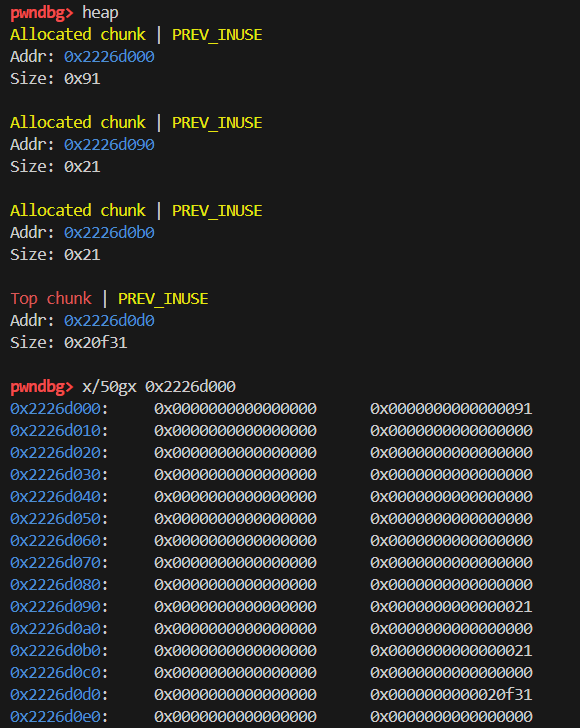 pwndbg> heap
Allocated chunk | PREV_INUSE
Addr: 0x2226d000
Size: 0x91
Allocated chunk | PREV_INUSE
Addr: 0x2226d090
Size: 0x21
Allocated chunk | PREV_INUSE
Addr: 0x2226d0b0
Size: 0x21
Top chunk | PREV_INUSE
Addr: 0x2226d0d0
Size: 0x20f31
pwndbg> x/50gx 0x2226d000
0x2226d000: 0x0000000000000000 0x0000000000000091
0x2226d010: 0x0000000000000000 0x0000000000000000
0x2226d020: 0x0000000000000000 0x0000000000000000
0x2226d030: 0x0000000000000000 0x0000000000000000
0x2226d040: 0x0000000000000000 0x0000000000000000
0x2226d050: 0x0000000000000000 0x0000000000000000
0x2226d060: 0x0000000000000000 0x0000000000000000
0x2226d070: 0x0000000000000000 0x0000000000000000
0x2226d080: 0x0000000000000000 0x0000000000000000
0x2226d090: 0x0000000000000000 0x0000000000000021
0x2226d0a0: 0x0000000000000000 0x0000000000000000
0x2226d0b0: 0x0000000000000000 0x0000000000000021
0x2226d0c0: 0x0000000000000000 0x0000000000000000
0x2226d0d0: 0x0000000000000000 0x0000000000020f31
0x2226d0e0: 0x0000000000000000 0x0000000000000000